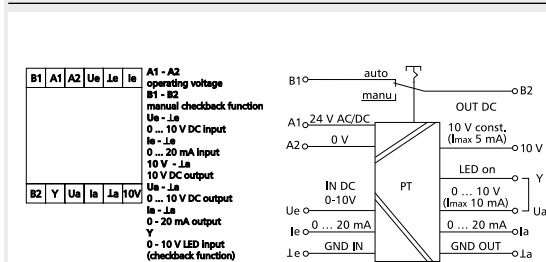 B1 A1 A2 Ue ⊥e Ie
B2 Y Ua Ia ⊥a 10V
A1 - A2
operating voltage
B1 - B2
manual checkback function
Ue - ⊥e
0 ... 10 V DC input
Ie - ⊥e
0 ... 20 mA input
10 V - ⊥a
10 V DC output
Ua - ⊥a
0 ... 10 V DC output
Ia - ⊥a
0 - 20 mA output
Y
0 - 10 V LED input
(checkback function)
B1 auto
manu
B2
OUT DC
A1 24 V AC/DC
A2 0 V
10 V const.
(Imax 5 mA)
10 V
LED on
Y
IN DC
0-10V
PT
0 ... 10 V
(Imax 10 mA)
Ua
Ue
Ie 0 ... 20 mA
0 ... 20 mA Ia
⊥e GND IN
GND OUT ⊥a